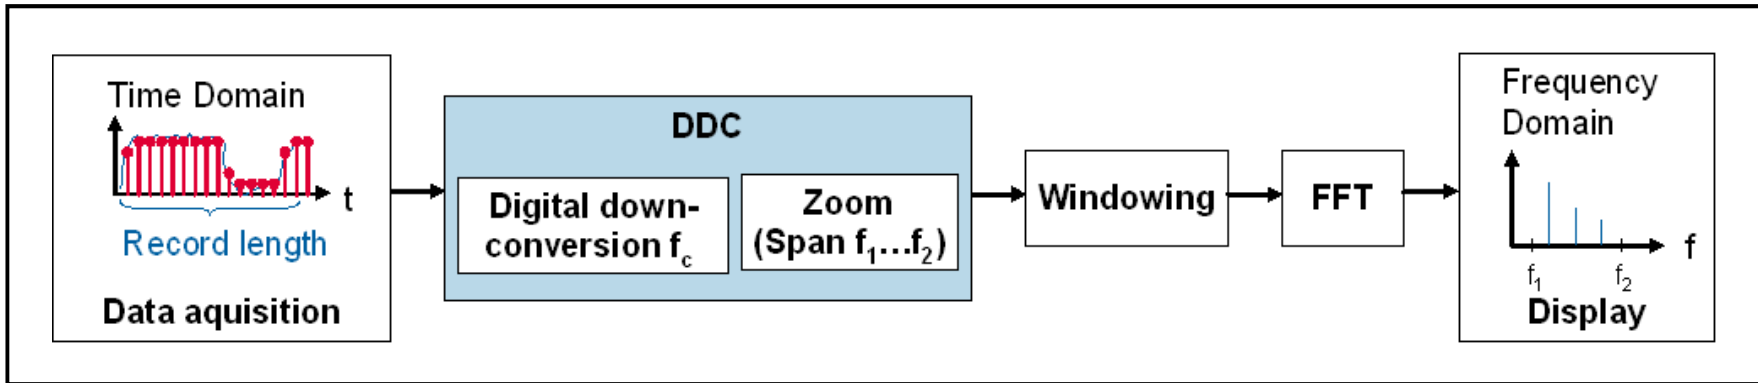 Time Domain
t
Record length
Data aquisition
DDC
Digital down-
conversion fc
Zoom
(Span f1...f2)
Windowing
FFT
Frequency
Domain
f
f1
f2
Display